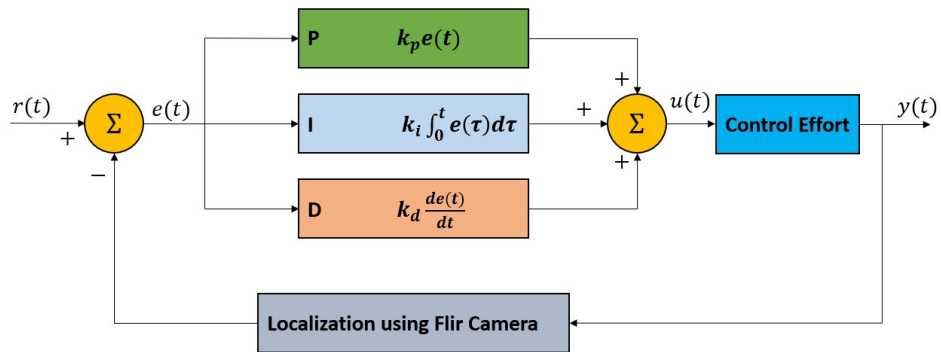 P k_p e(t)
r(t)
+
Σ
e(t)
−
I k_i ∫_0^t e(τ)dτ
+
+
+
Σ
u(t)
Control Effort
y(t)
D k_d de(t)/dt
Localization using Flir Camera